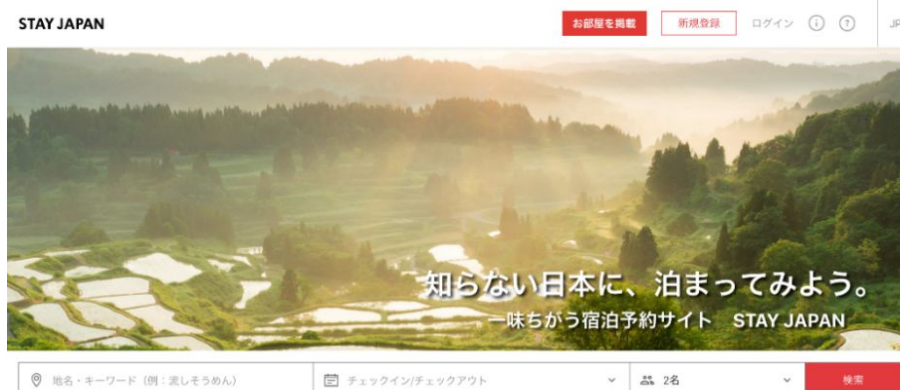 STAY JAPAN お部屋を掲載 新規登録 ログイン i ? JP
知らない日本に、泊まってみよう。
一味ちがう宿泊予約サイト STAY JAPAN
地名・キーワード（例：流しそうめん） チェックイン/チェックアウト 2名 検索